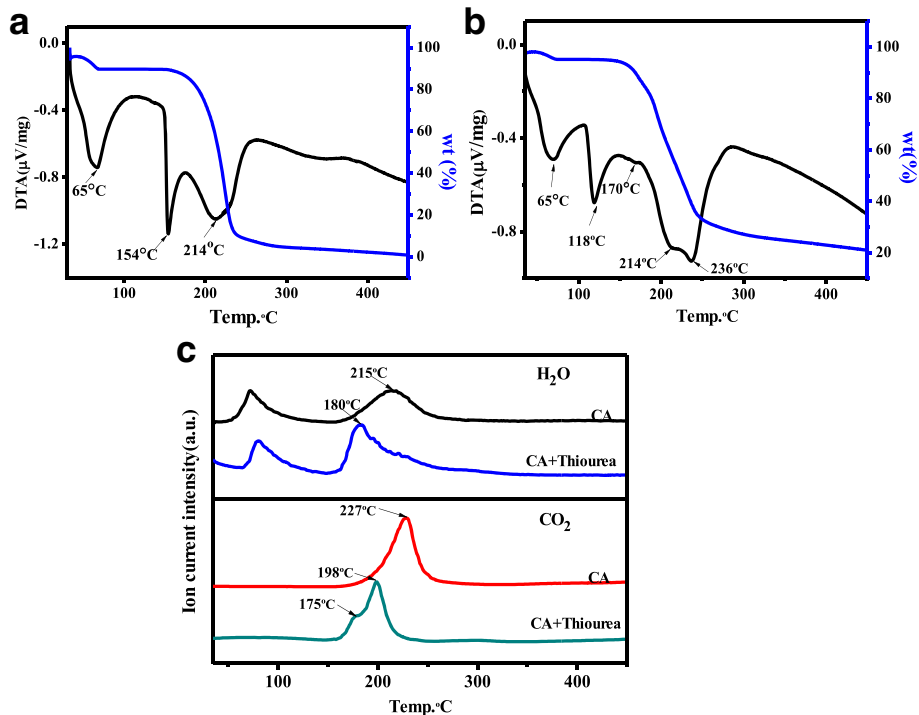 a
0.0
-0.4
-0.8
-1.2
DTA(μV/mg)
100
80
60
40
20
0
wt(%)
65°C
154°C
214°C
100
200
300
400
Temp.°C
b
0.0
-0.4
-0.8
DTA(μV/mg)
100
80
60
40
20
wt(%)
65°C
118°C
170°C
214°C
236°C
100
200
300
400
Temp.°C
c
Ion current intensity(a.u.)
215°C
H₂O
CA
180°C
CA+Thiourea
227°C
CO₂
CA
198°C
175°C
CA+Thiourea
100
200
300
400
Temp.°C